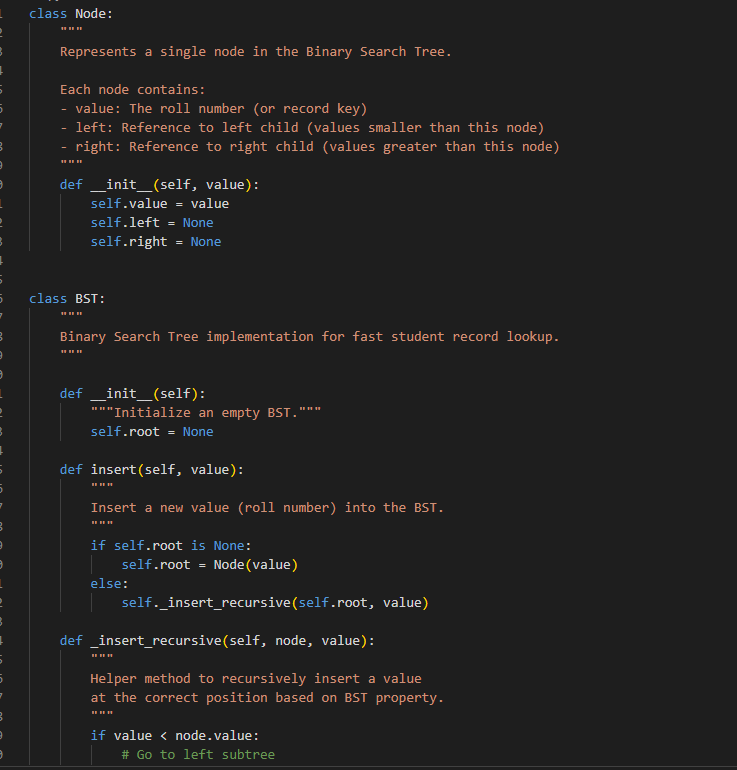 class Node:
"""
Represents a single node in the Binary Search Tree.
Each node contains:
- value: The roll number (or record key)
- left: Reference to left child (values smaller than this node)
- right: Reference to right child (values greater than this node)
"""
def __init__(self, value):
self.value = value
self.left = None
self.right = None
class BST:
"""
Binary Search Tree implementation for fast student record lookup.
"""
def __init__(self):
"""Initialize an empty BST."""
self.root = None
def insert(self, value):
"""
Insert a new value (roll number) into the BST.
"""
if self.root is None:
self.root = Node(value)
else:
self._insert_recursive(self.root, value)
def _insert_recursive(self, node, value):
"""
Helper method to recursively insert a value
at the correct position based on BST property.
"""
if value < node.value:
# Go to left subtree